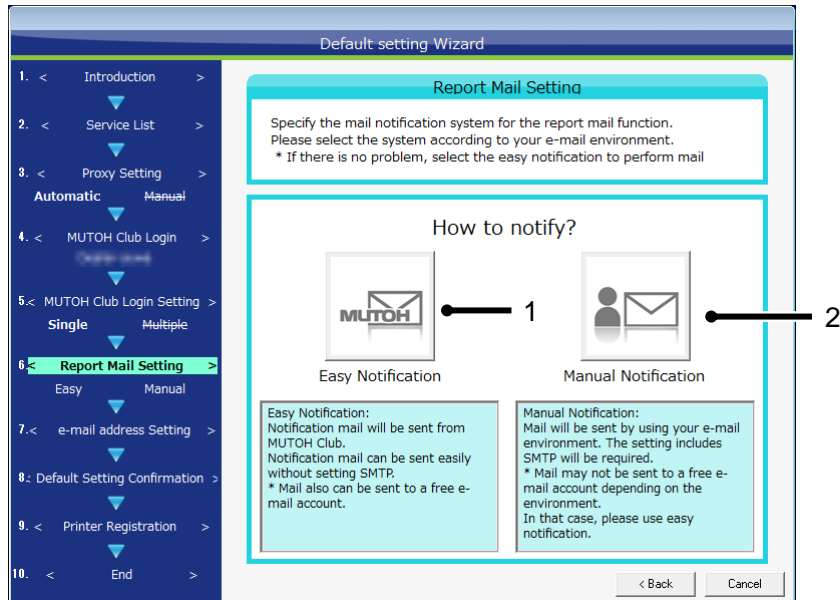 Default setting Wizard
1. < Introduction >
2. < Service List >
3. < Proxy Setting >
Automatic Manual
4. < MUTOH Club Login >
5.< MUTOH Club Login Setting >
Single Multiple
6.< Report Mail Setting >
Easy Manual
7.< e-mail address Setting >
8.< Default Setting Confirmation >
9. < Printer Registration >
10. < End >
Report Mail Setting
Specify the mail notification system for the report mail function.
Please select the system according to your e-mail environment.
* If there is no problem, select the easy notification to perform mail
How to notify?
MUTOH
1
2
Easy Notification
Manual Notification
Easy Notification:
Notification mail will be sent from
MUTOH Club.
Notification mail can be sent easily
without setting SMTP.
* Mail also can be sent to a free e-
mail account.
Manual Notification:
Mail will be sent by using your e-mail
environment. The setting includes
SMTP will be required.
* Mail may not be sent to a free e-
mail account depending on the
environment.
In that case, please use easy
notification.
< Back
Cancel